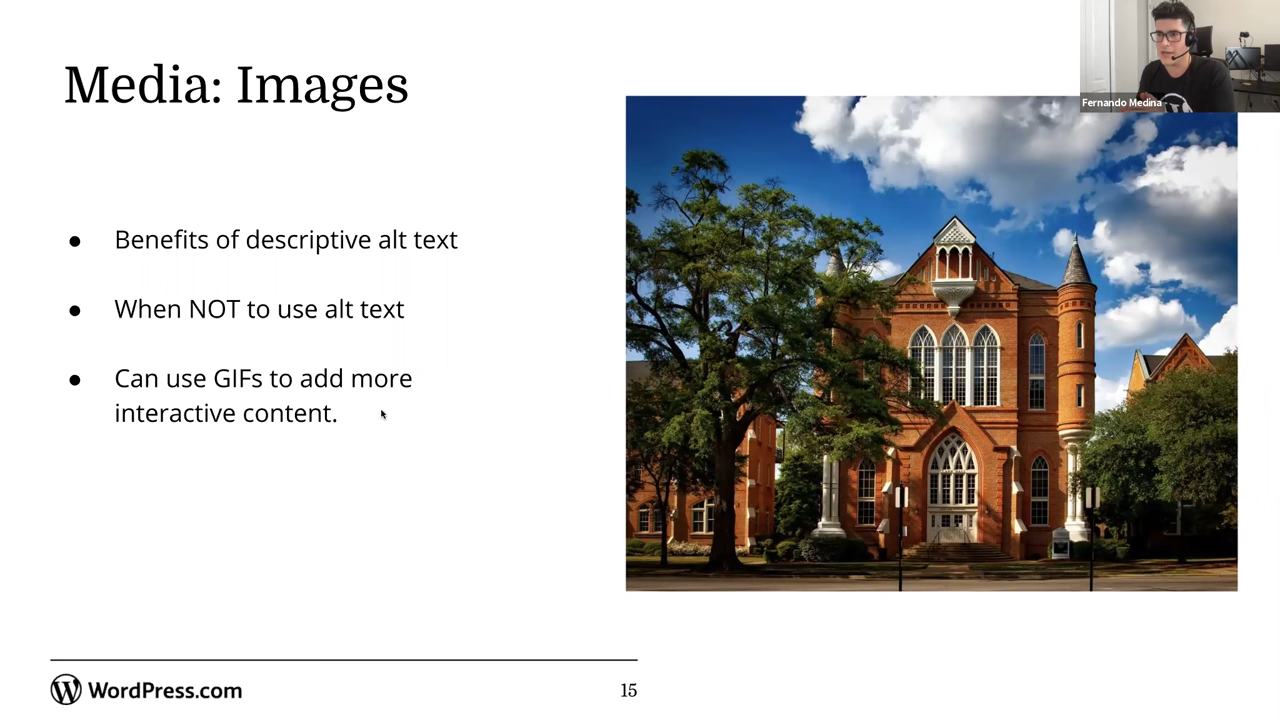 Media: Images
Fernando Medina
● Benefits of descriptive alt text
● When NOT to use alt text
● Can use GIFs to add more
interactive content.
WordPress.com
15